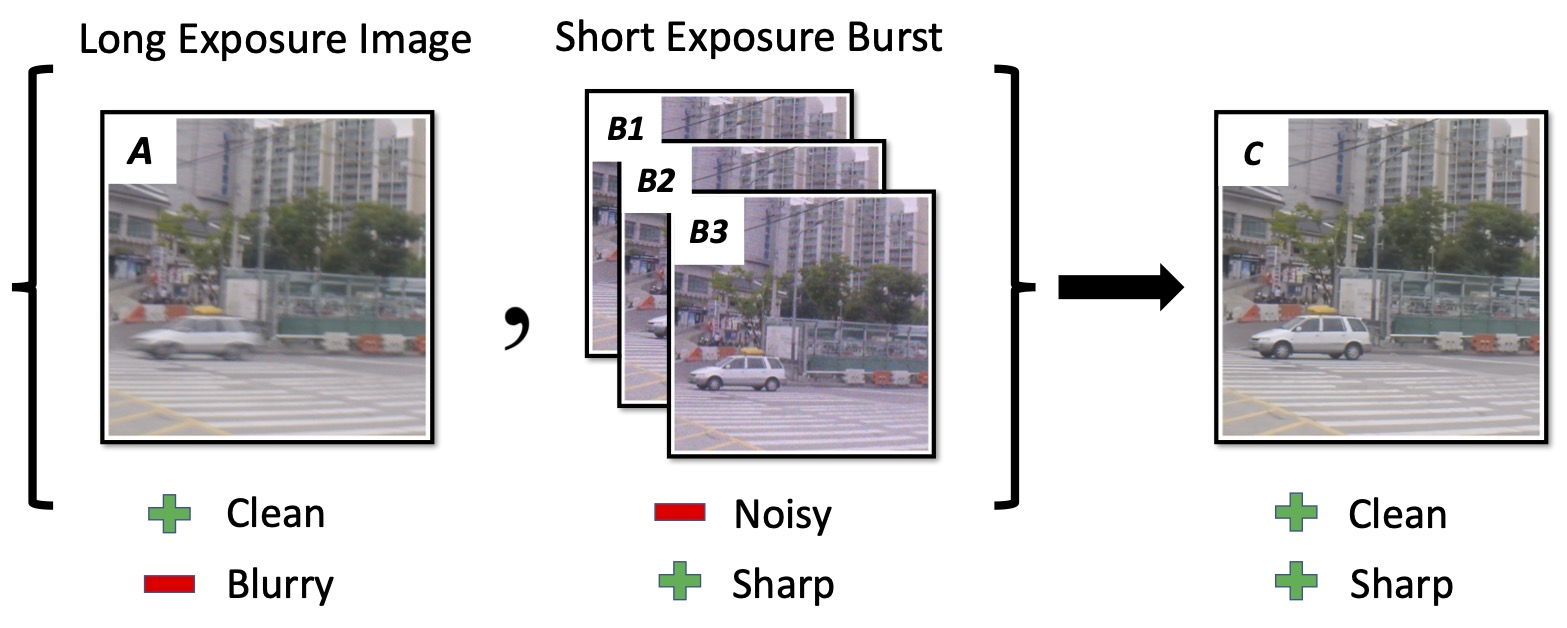 Long Exposure Image
Short Exposure Burst
A
B1
B2
B3
,
C
Clean
Blurry
Noisy
Sharp
Clean
Sharp